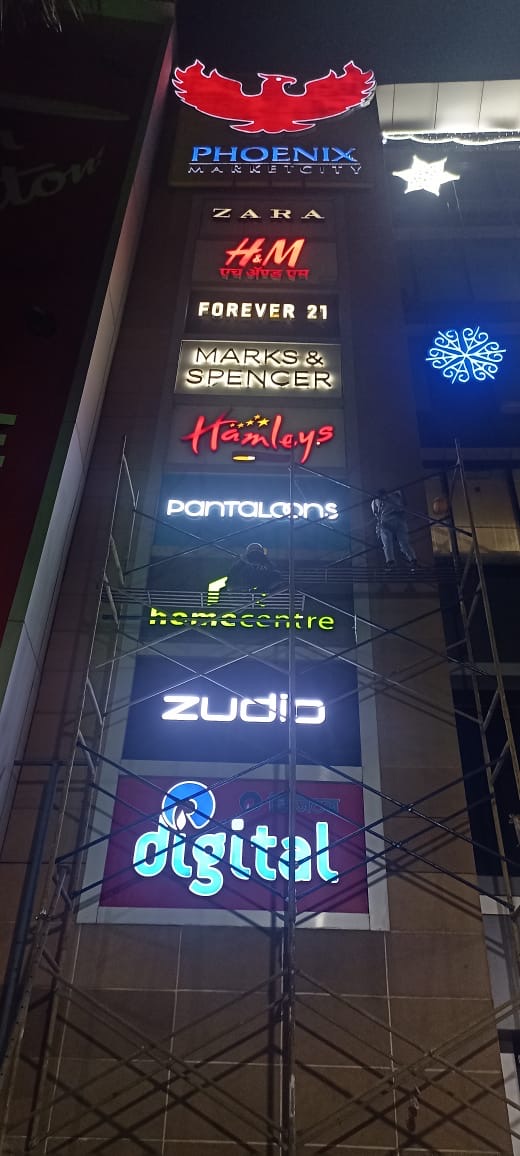 PHOENIX
MARKETCITY
ZARA
H&M
एच अॅण्ड एम
FOREVER 21
MARKS &
SPENCER
Hamleys
PANTALOONS
homecentre
ZUDIO
digital